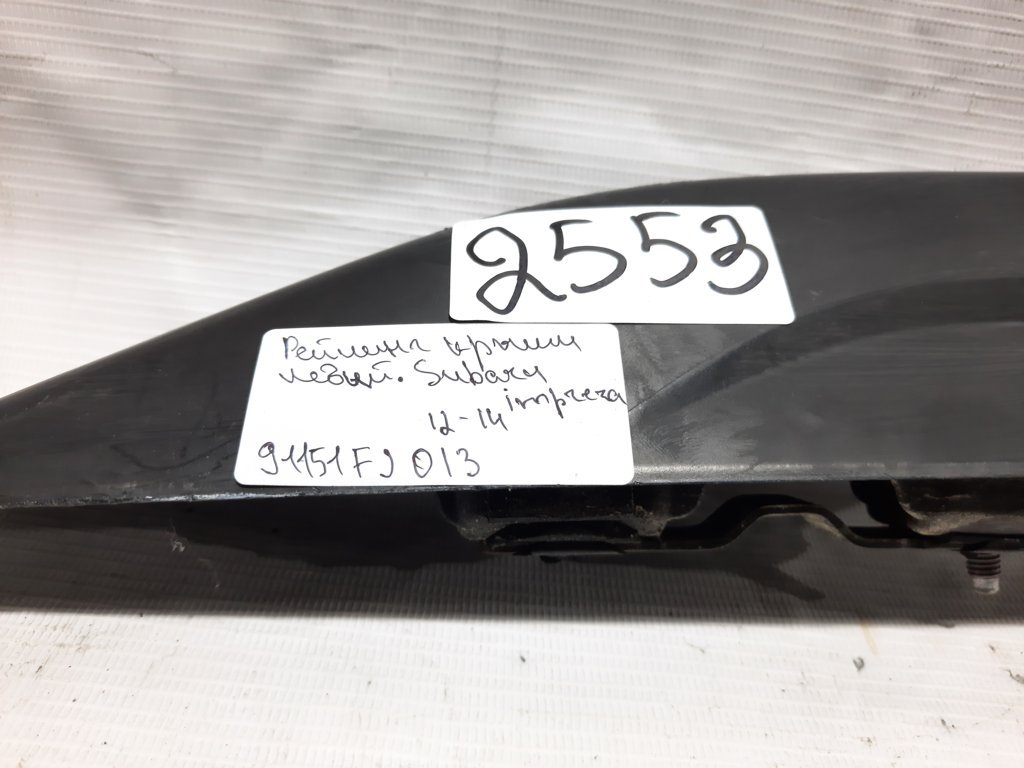 2553
Рейлинг крыши
левый. Subaru
impreza
12-14
91151FJ013